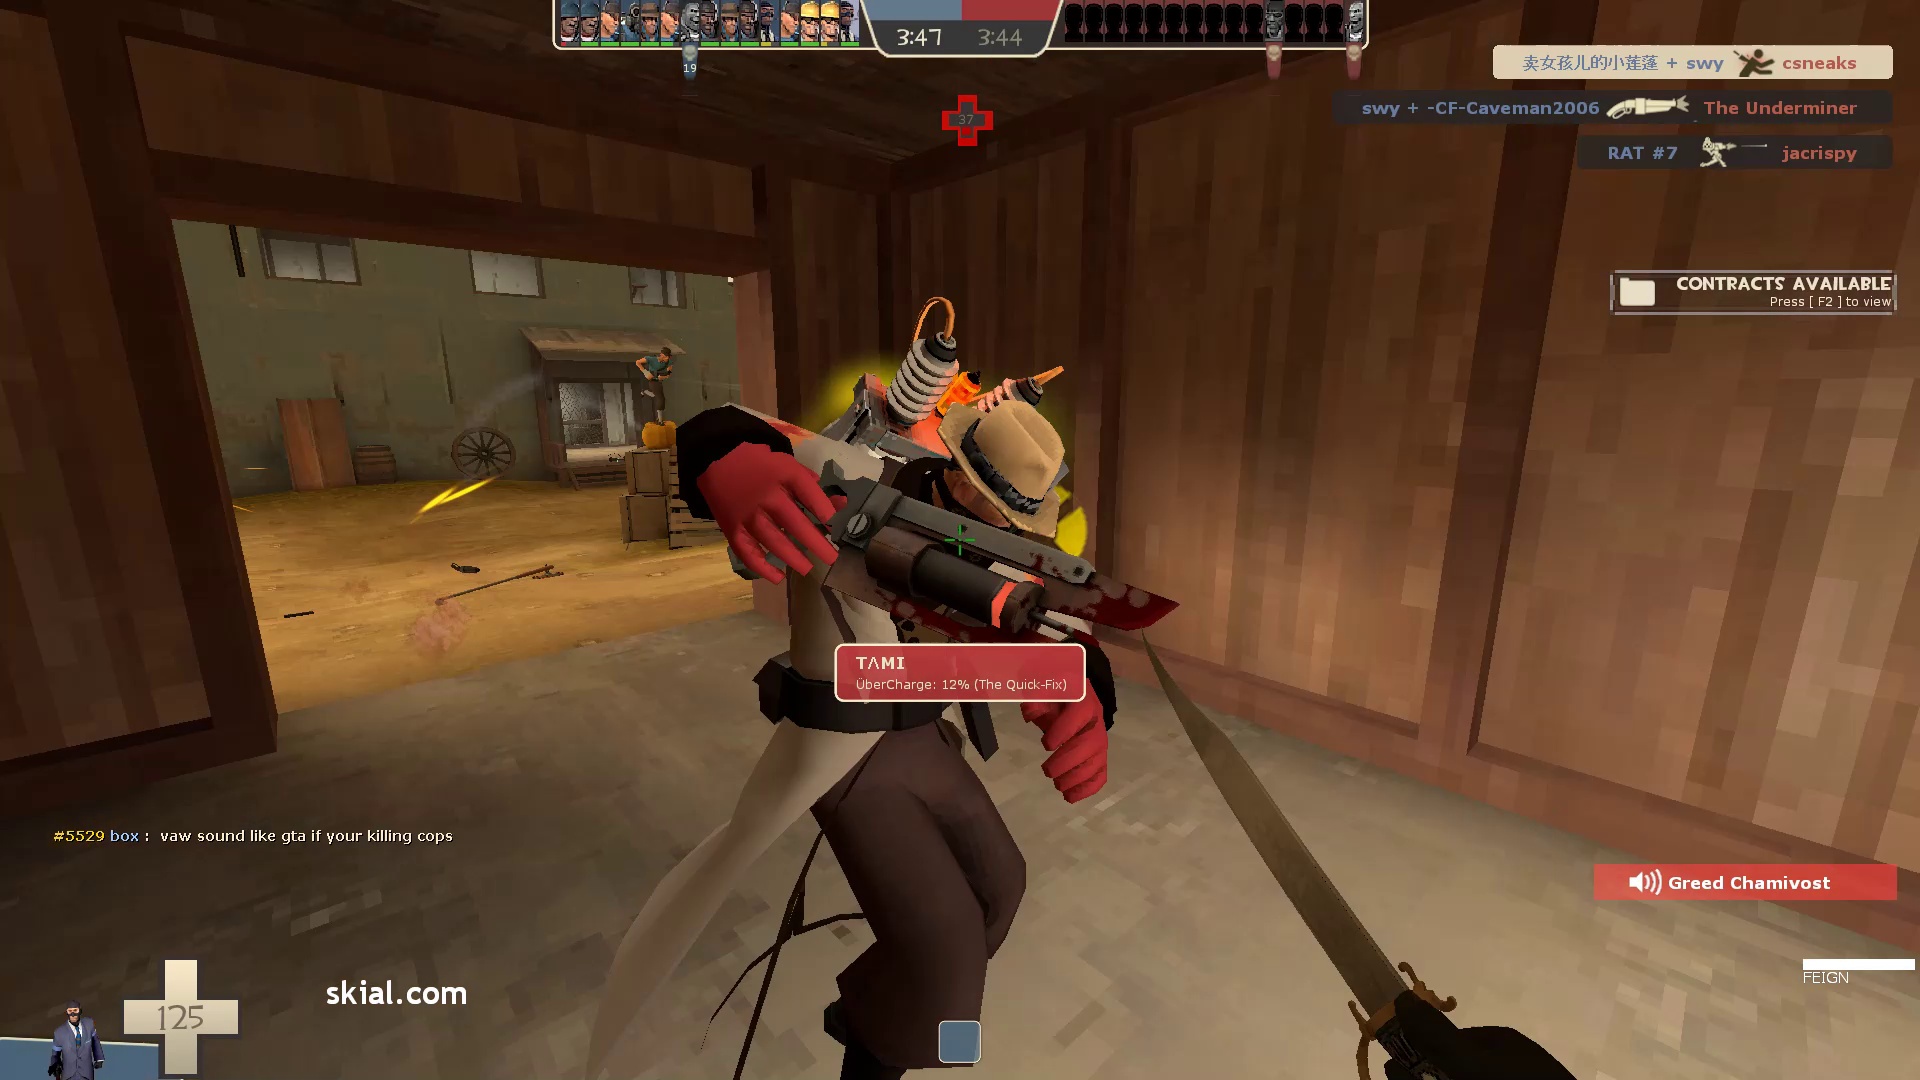 3:47 3:44
19
37
卖女孩儿的小莲蓬 + swy csneaks
swy + -CF-Caveman2006 The Underminer
RAT #7 jacrispy
CONTRACTS AVAILABLE
Press [ F2 ] to view
TΛMI
ÜberCharge: 12% (The Quick-Fix)
#5529 box : vaw sound like gta if your killing cops
Greed Chamivost
FEIGN
skial.com
125